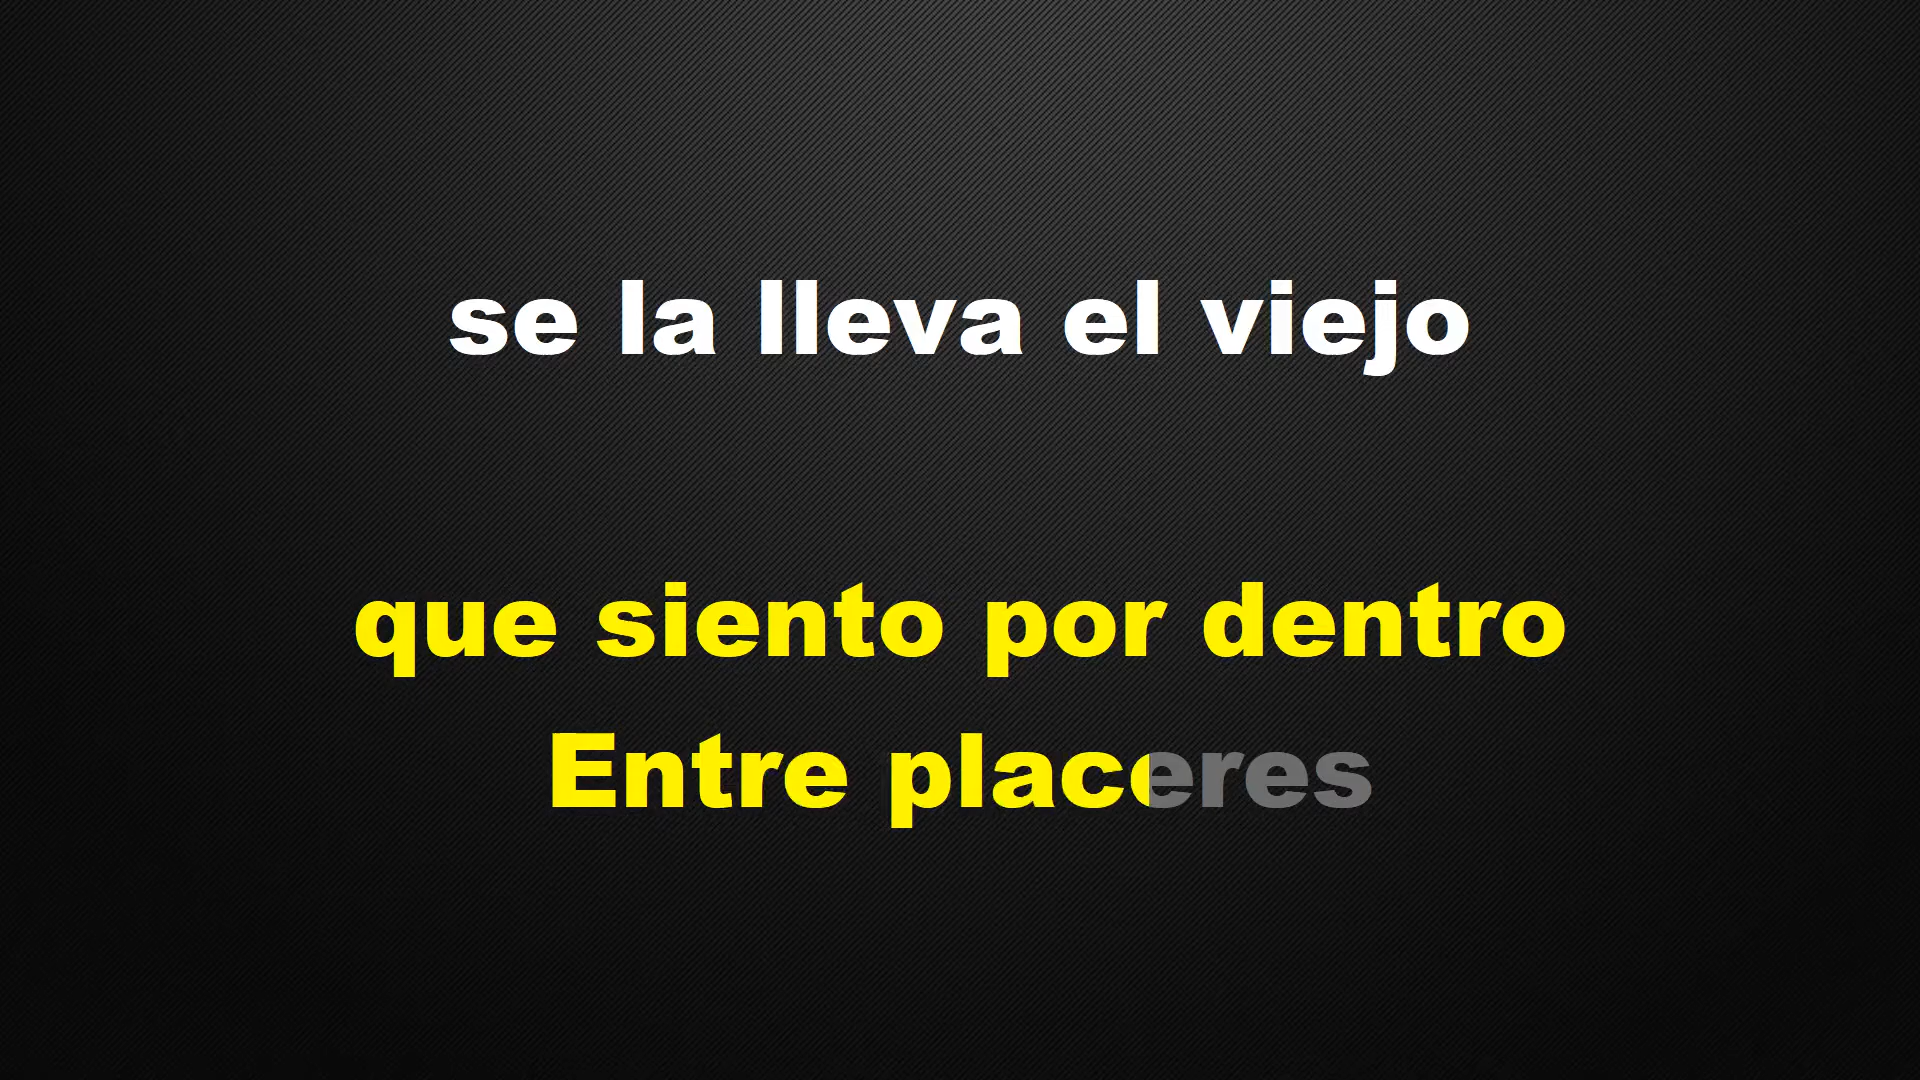 se la lleva el viejo
que siento por dentro
Entre placeres